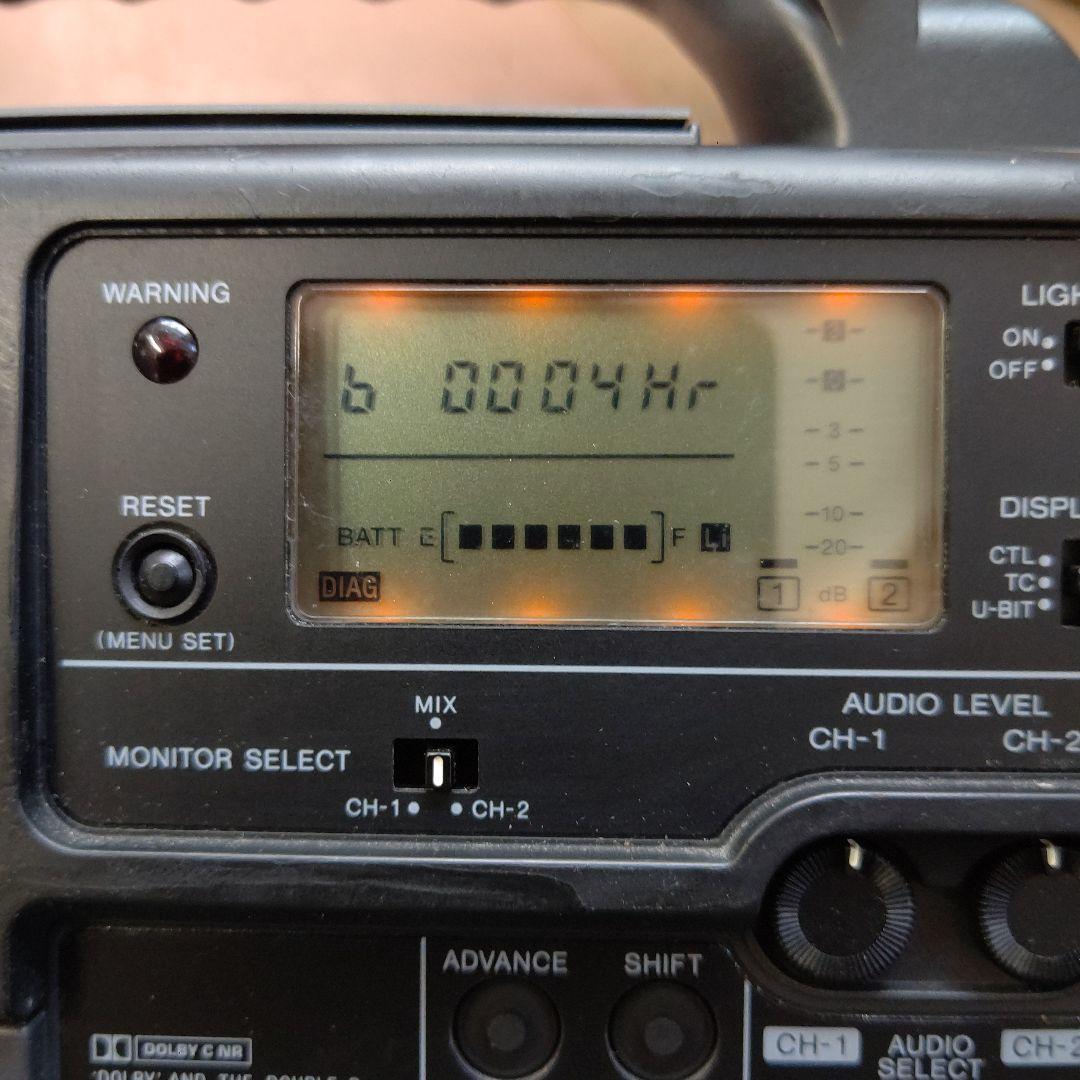 WARNING
b 0004Hr
ON
OFF
3
5
10
20
dB
RESET
(MENU SET)
BATT E F Li
DIAG
1 2
CTL
TC
U-BIT
MIX
MONITOR SELECT
CH-1 CH-2
AUDIO LEVEL
CH-1 CH-2
ADVANCE SHIFT
DOLBY C NR
CH-1 AUDIO SELECT CH-2